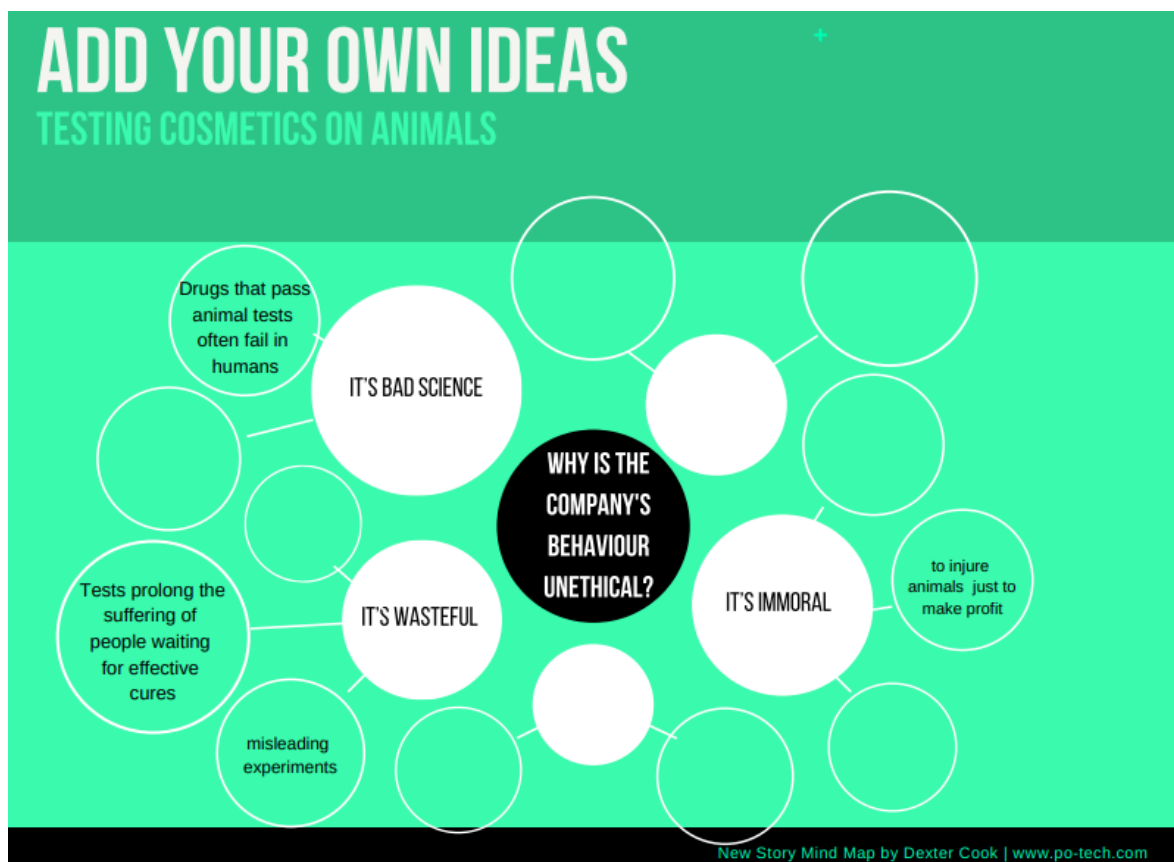 ADD YOUR OWN IDEAS
TESTING COSMETICS ON ANIMALS
+
Drugs that pass
animal tests
often fail in
humans
IT'S BAD SCIENCE
WHY IS THE
COMPANY'S
BEHAVIOUR
UNETHICAL?
Tests prolong the
suffering of
people waiting
for effective
cures
IT'S WASTEFUL
IT'S IMMORAL
to injure
animals just to
make profit
misleading
experiments
New Story Mind Map by Dexter Cook | www.po-tech.com